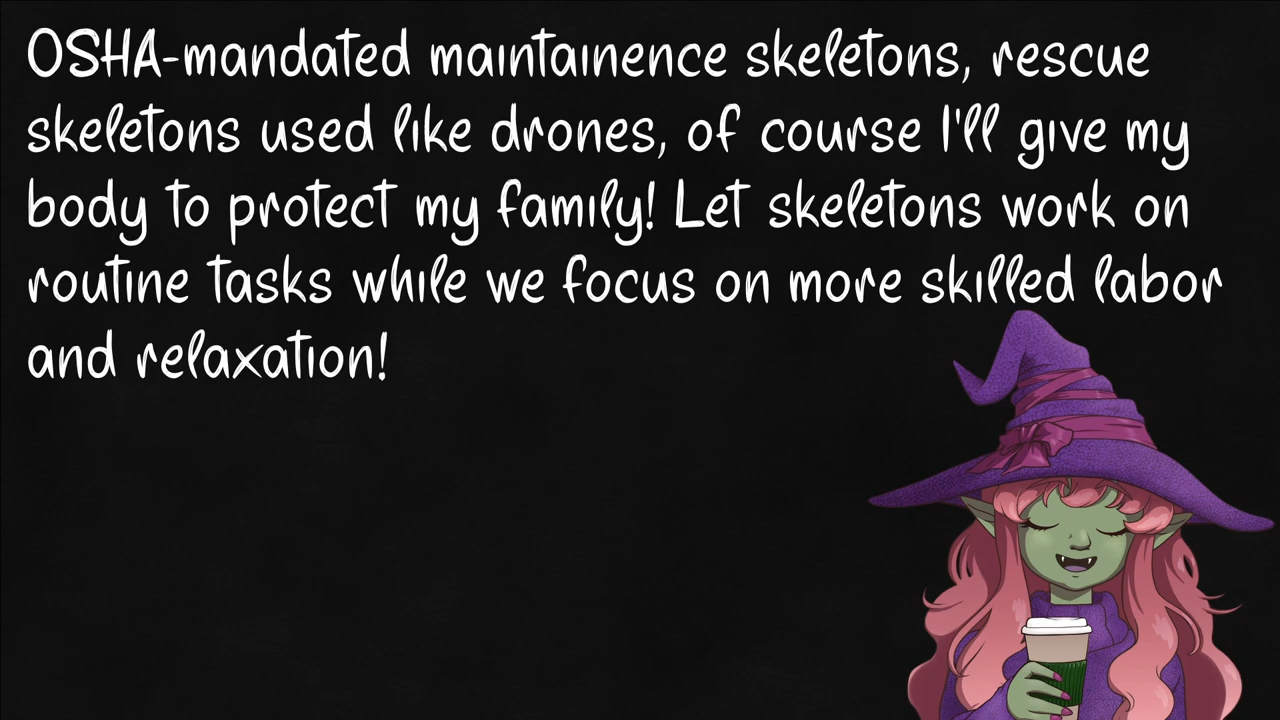 OSHA-mandated maintainence skeletons, rescue
skeletons used like drones, of course I'll give my
body to protect my family! Let skeletons work on
routine tasks while we focus on more skilled labor
and relaxation!